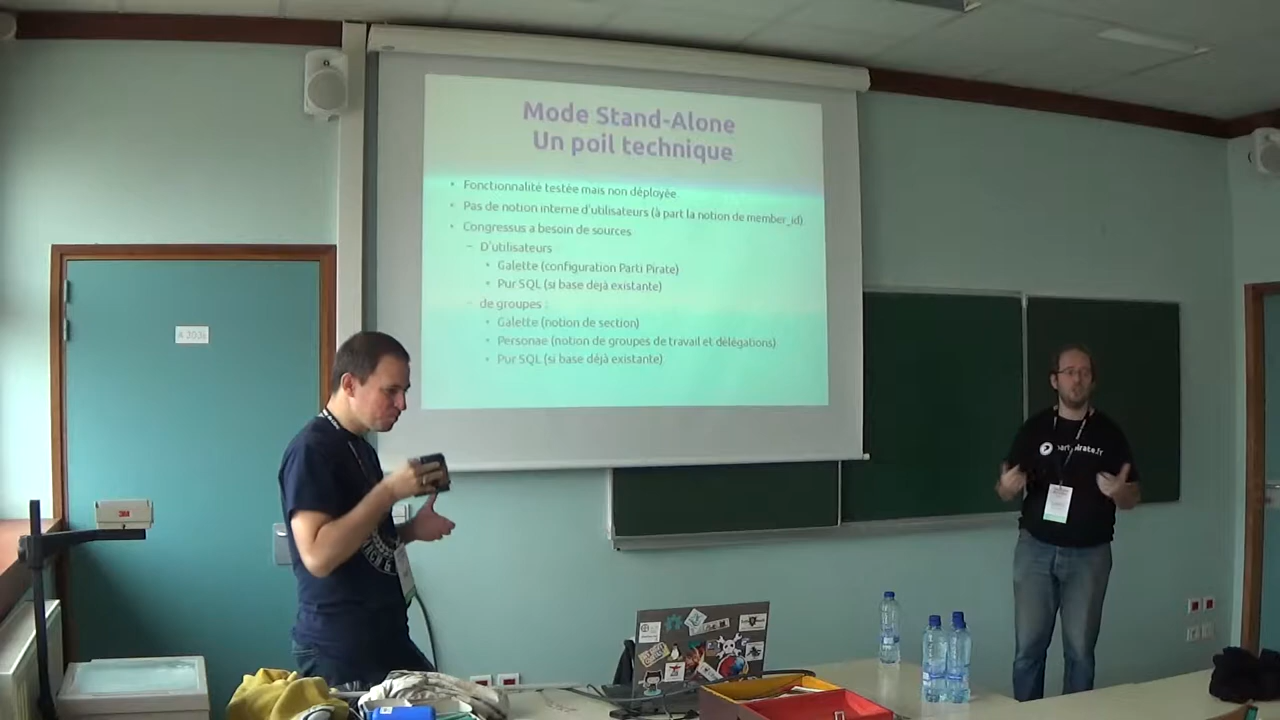 Mode Stand-Alone
Un poil technique
• Fonctionnalité testée mais non déployée.
• Pas de notion interne d'utilisateurs (à part la notion de member_id)
• Congressus a besoin de sources
– D'utilisateurs
• Galette (configuration Parti Pirate)
• Pur SQL (si base déjà existante)
– de groupes :
• Galette (notion de section)
• Personae (notion de groupes de travail et délégations)
• Pur SQL (si base déjà existante)